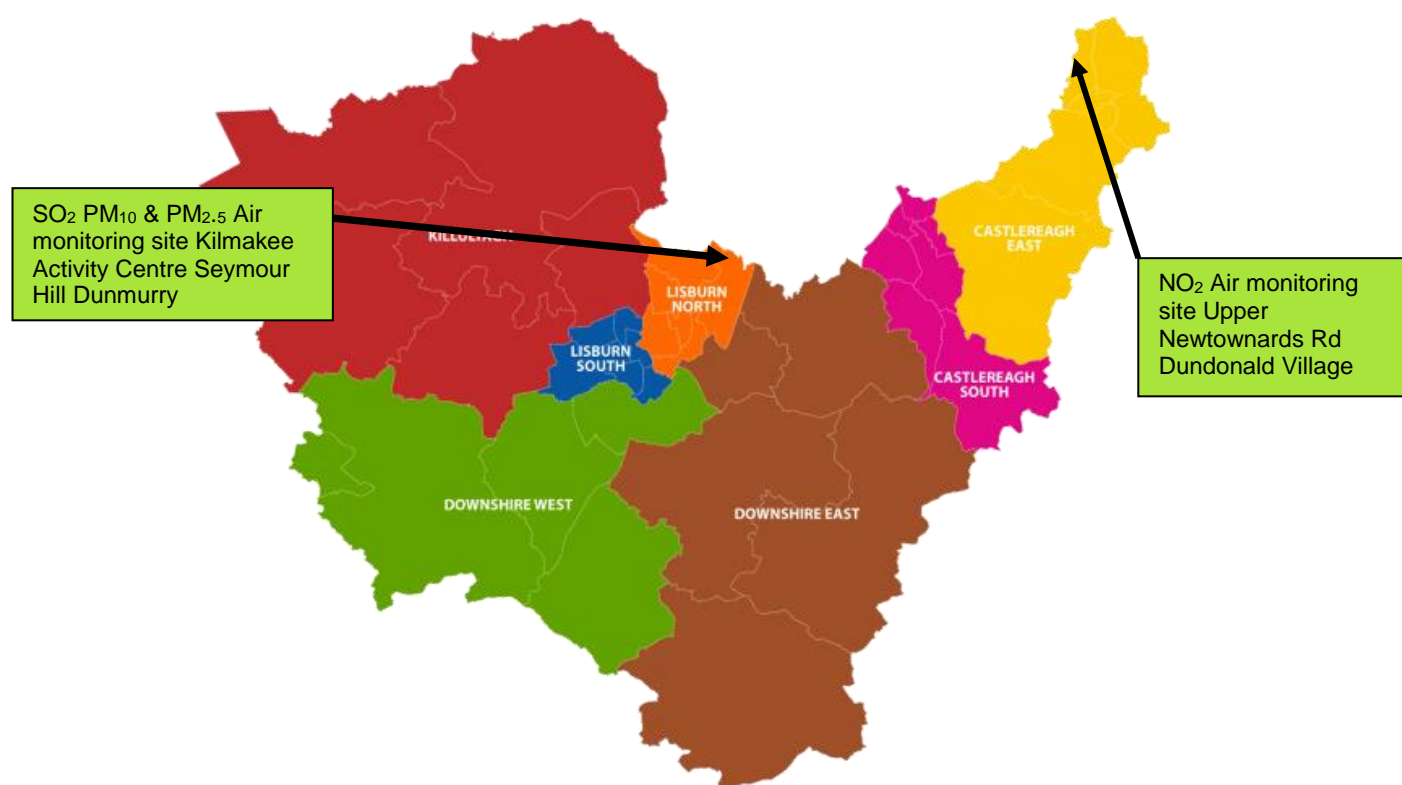 SO₂ PM₁₀ & PM₂.₅ Air
monitoring site Kilmakee
Activity Centre Seymour
Hill Dunmurry
KILLULTAGH
LISBURN
NORTH
LISBURN
SOUTH
CASTLEREAGH
EAST
CASTLEREAGH
SOUTH
NO₂ Air monitoring
site Upper
Newtownards Rd
Dundonald Village
DOWNSHIRE WEST
DOWNSHIRE EAST